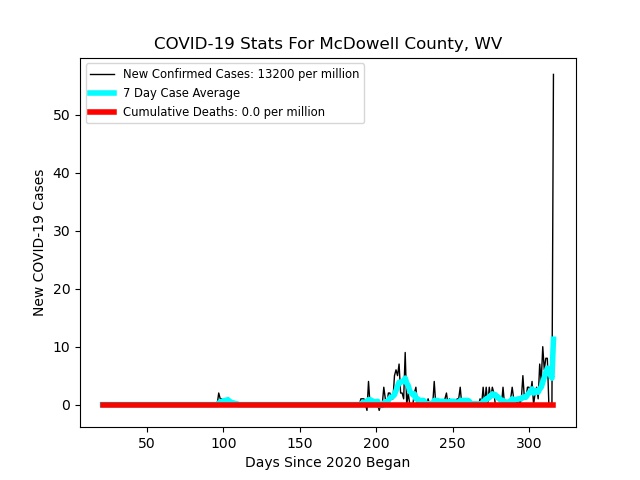 COVID-19 Stats For McDowell County, WV
New Confirmed Cases: 13200 per million
7 Day Case Average
Cumulative Deaths: 0.0 per million
New COVID-19 Cases
50
40
30
20
10
0
50 100 150 200 250 300
Days Since 2020 Began